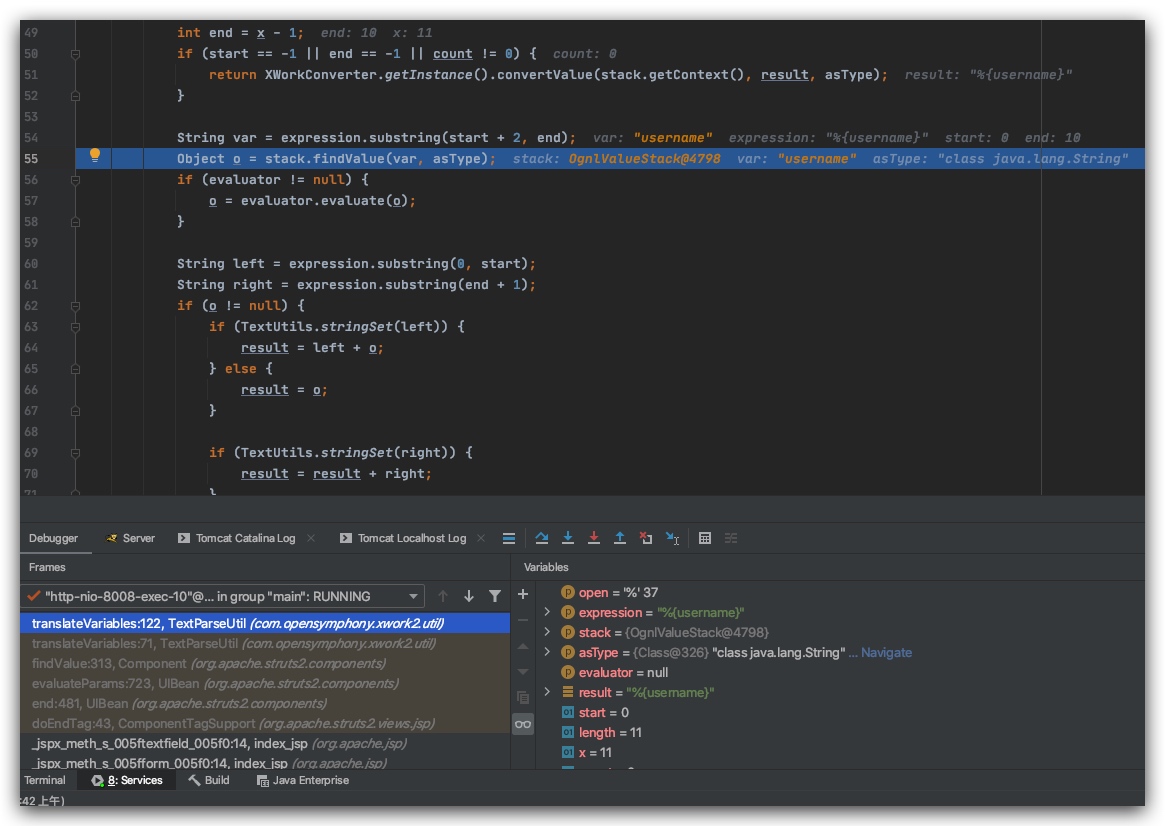 49 int end = x - 1; end: 10 x: 11
50 if (start == -1 || end == -1 || count != 0) { count: 0
51 return XWorkConverter.getInstance().convertValue(stack.getContext(), result, asType); result: "%{username}"
52 }
53
54 String var = expression.substring(start + 2, end); var: "username" expression: "%{username}" start: 0 end: 10
55 Object o = stack.findValue(var, asType); stack: OgnlValueStack@4798 var: "username" asType: "class java.lang.String"
56 if (evaluator != null) {
57 o = evaluator.evaluate(o);
58 }
59
60 String left = expression.substring(0, start);
61 String right = expression.substring(end + 1);
62 if (o != null) {
63 if (TextUtils.stringSet(left)) {
64 result = left + o;
65 } else {
66 result = o;
67 }
68
69 if (TextUtils.stringSet(right)) {
70 result = result + right;
71 }
Debugger Server Tomcat Catalina Log Tomcat Localhost Log
Frames
"http-nio-8008-exec-10"@... in group "main": RUNNING
translateVariables:122, TextParseUtil (com.opensymphony.xwork2.util)
translateVariables:71, TextParseUtil (com.opensymphony.xwork2.util)
findValue:313, Component (org.apache.struts2.components)
evaluateParams:723, UIBean (org.apache.struts2.components)
end:481, UIBean (org.apache.struts2.components)
doEndTag:43, ComponentTagSupport (org.apache.struts2.views.jsp)
_jspx_meth_s_005ftextfield_005f0:14, index_jsp (org.apache.jsp)
_jspx_meth_s_005fform_005f0:14, index_jsp (org.apache.jsp)
Variables
open = '%' 37
expression = "%{username}"
stack = {OgnlValueStack@4798}
asType = {Class@326} "class java.lang.String" ... Navigate
evaluator = null
result = "%{username}"
start = 0
length = 11
x = 11
Terminal 8: Services Build Java Enterprise
:42 上午)